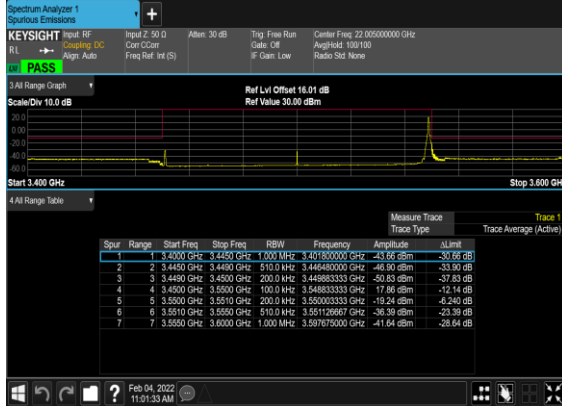 Spectrum Analyzer 1
Spurious Emissions
KEYSIGHT Input: RF Input Z: 50 Ω Atten: 30 dB Trig: Free Run Center Freq: 22.005000000 GHz
RL Coupling: DC Corr CCorr Gate: Off Avg|Hold: 100/100
Align: Auto Freq Ref: Int (S) IF Gain: Low Radio Std: None
PASS
3 All Range Graph
Ref Lvl Offset 16.01 dB
Scale/Div 10.0 dB Ref Value 30.00 dBm
20.0
0.00
-20.0
-40.0
-60.0
Start 3.400 GHz Stop 3.600 GH
4 All Range Table
Measure Trace Trace 1
Trace Type Trace Average (Active)
Spur Range Start Freq Stop Freq RBW Frequency Amplitude ΔLimit
1 1 3.4000 GHz 3.4450 GHz 1.000 MHz 3.401800000 GHz -43.66 dBm -30.66 dB
2 2 3.4450 GHz 3.4490 GHz 510.0 kHz 3.446480000 GHz -46.90 dBm -33.90 dB
3 3 3.4490 GHz 3.4500 GHz 200.0 kHz 3.449883333 GHz -50.83 dBm -37.83 dB
4 4 3.4500 GHz 3.5500 GHz 100.0 kHz 3.548833333 GHz 17.86 dBm -12.14 dB
5 5 3.5500 GHz 3.5510 GHz 200.0 kHz 3.550003333 GHz -19.24 dBm -6.240 dB
6 6 3.5510 GHz 3.5550 GHz 510.0 kHz 3.551126667 GHz -36.39 dBm -23.39 dB
7 7 3.5550 GHz 3.6000 GHz 1.000 MHz 3.597675000 GHz -41.64 dBm -28.64 dB
Feb 04, 2022
11:01:33 AM